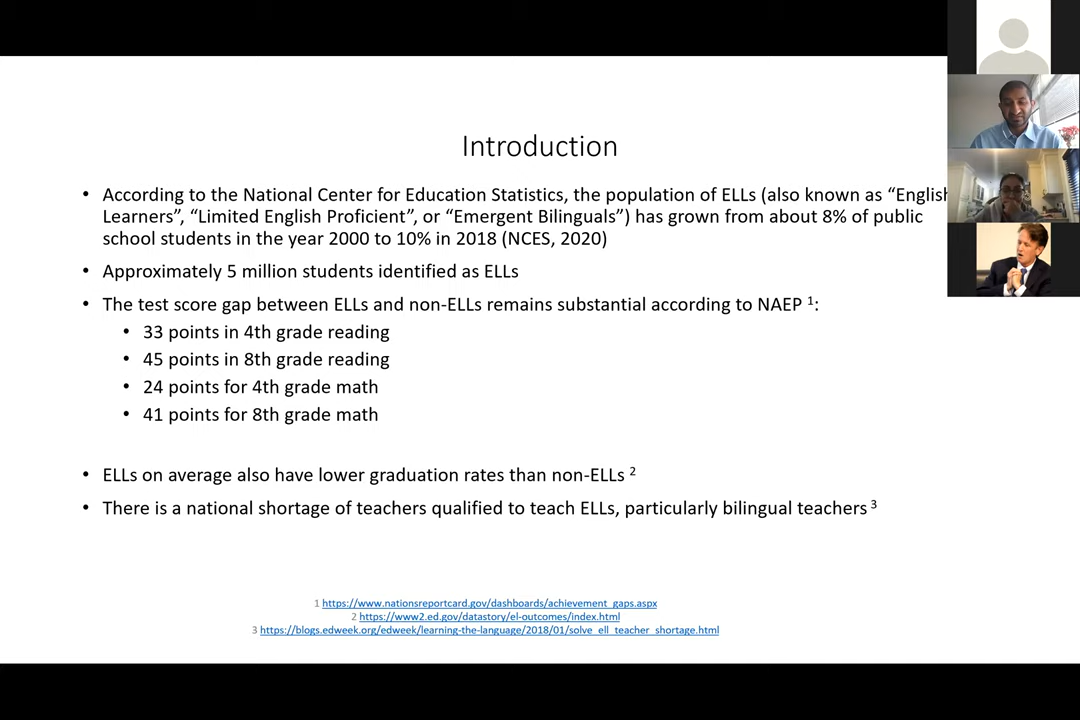 Introduction
• According to the National Center for Education Statistics, the population of ELLs (also known as “English
Learners”, “Limited English Proficient”, or “Emergent Bilinguals”) has grown from about 8% of public
school students in the year 2000 to 10% in 2018 (NCES, 2020)
• Approximately 5 million students identified as ELLs
• The test score gap between ELLs and non-ELLs remains substantial according to NAEP ¹:
• 33 points in 4th grade reading
• 45 points in 8th grade reading
• 24 points for 4th grade math
• 41 points for 8th grade math
• ELLs on average also have lower graduation rates than non-ELLs ²
• There is a national shortage of teachers qualified to teach ELLs, particularly bilingual teachers ³
1 https://www.nationsreportcard.gov/dashboards/achievement_gaps.aspx
2 https://www2.ed.gov/datastory/el-outcomes/index.html
3 https://blogs.edweek.org/edweek/learning-the-language/2018/01/solve_ell_teacher_shortage.html